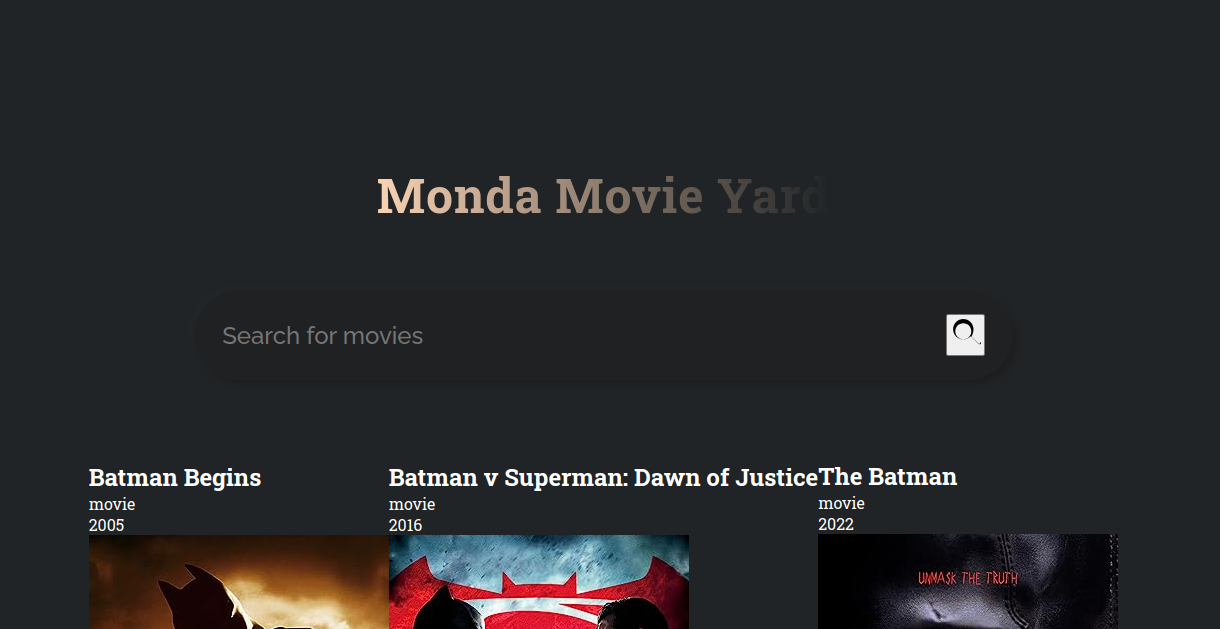 Monda Movie Yard
Search for movies
Batman Begins
movie
2005
Batman v Superman: Dawn of Justice
movie
2016
The Batman
movie
2022
UNMASK THE TRUTH